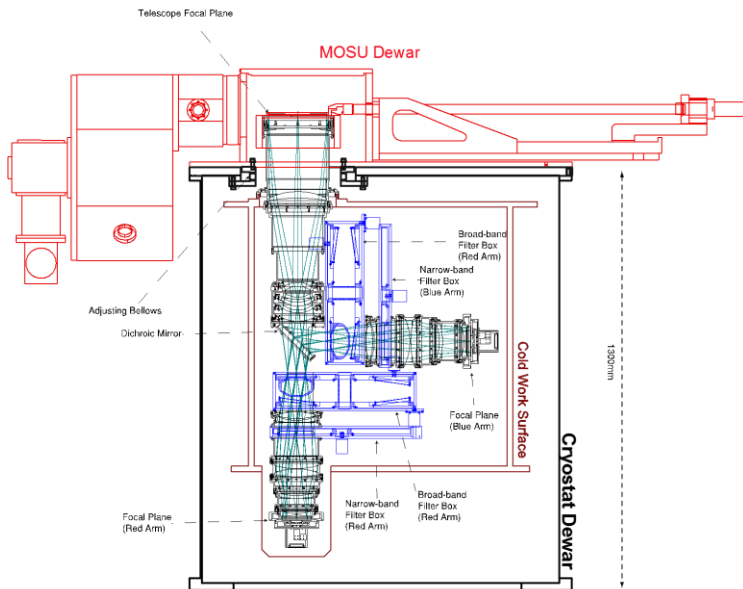 Telescope Focal Plane
MOSU Dewar
Broad-band
Filter Box
(Red Arm)
Narrow-band
Filter Box
(Blue Arm)
Adjusting Bellows
Dichroic Mirror
1300mm
Cold Work Surface
Focal Plane
(Blue Arm)
Cryostat Dewar
Focal Plane
(Red Arm)
Narrow-band
Filter Box
(Red Arm)
Broad-band
Filter Box
(Red Arm)